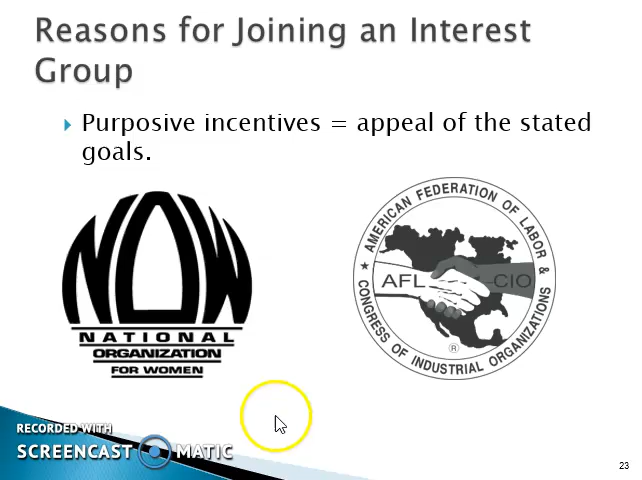 Reasons for Joining an Interest
Group
Purposive incentives = appeal of the stated
goals.
NOW
NATIONAL
ORGANIZATION
FOR WOMEN
★ AMERICAN FEDERATION OF LABOR &
CONGRESS OF INDUSTRIAL ORGANIZATIONS
AFL-CIO
®
RECORDED WITH
SCREENCAST MATIC
23